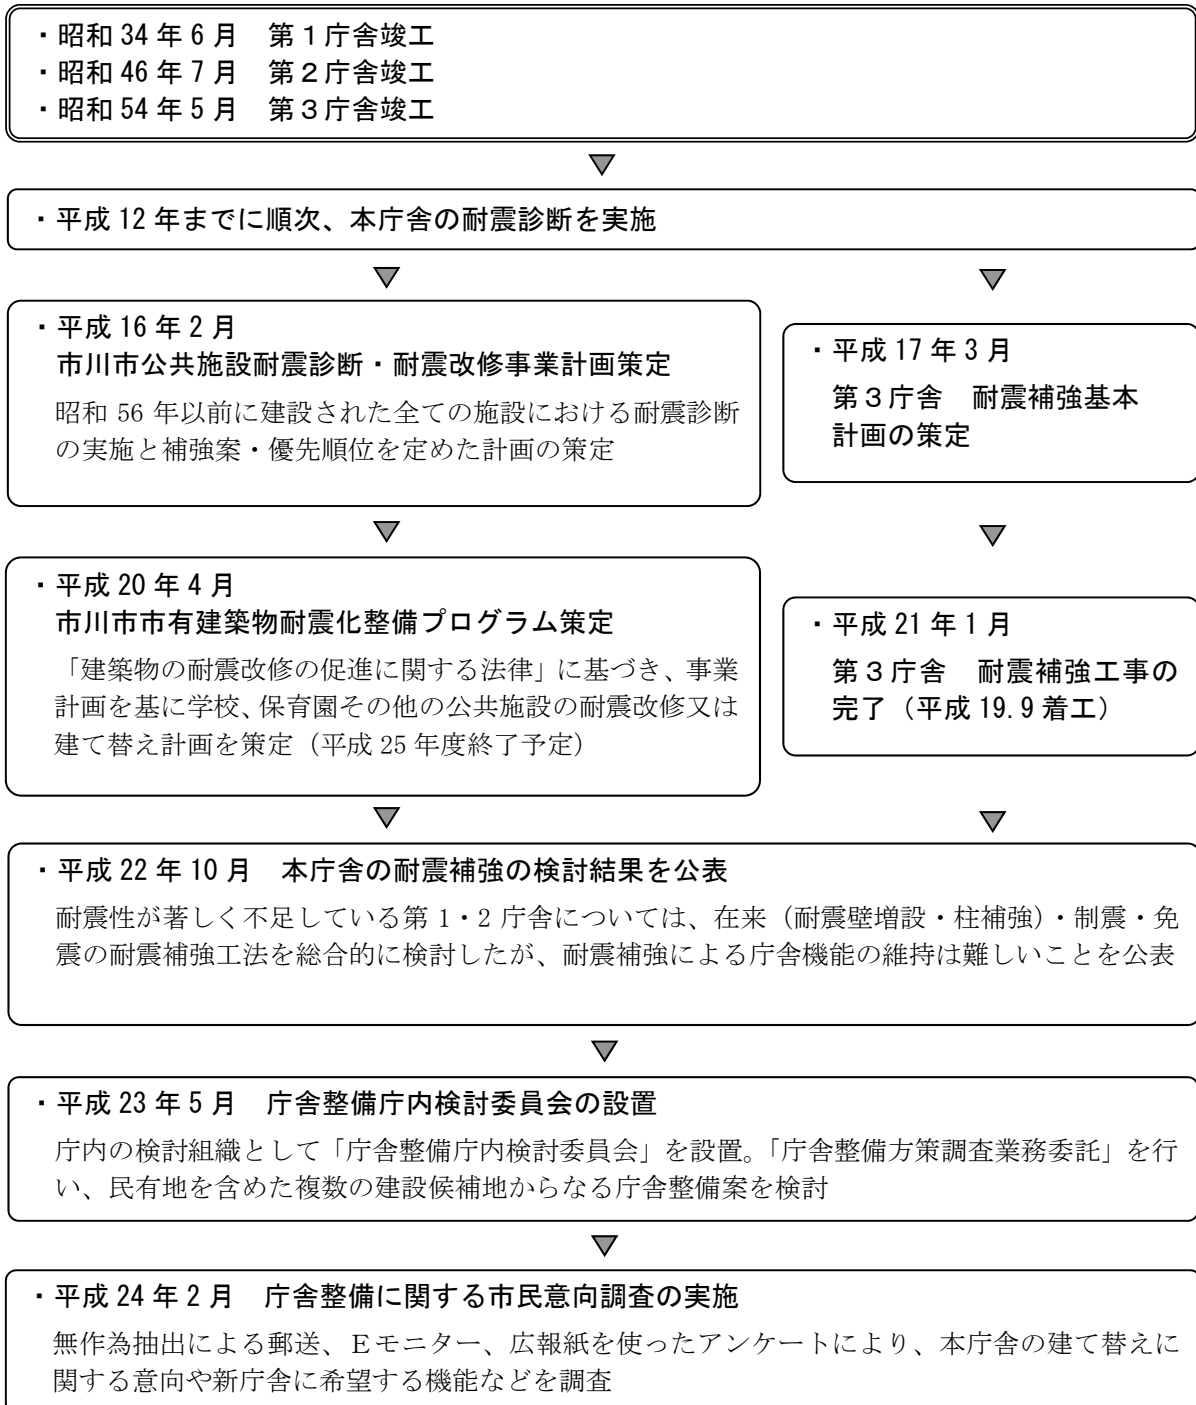 ・昭和 34 年 6 月　第１庁舎竣工
・昭和 46 年 7 月　第２庁舎竣工
・昭和 54 年 5 月　第３庁舎竣工
・平成 12 年までに順次、本庁舎の耐震診断を実施
・平成 16 年 2 月
市川市公共施設耐震診断・耐震改修事業計画策定
昭和 56 年以前に建設された全ての施設における耐震診断
の実施と補強案・優先順位を定めた計画の策定
・平成 17 年 3 月
第３庁舎　耐震補強基本
計画の策定
・平成 20 年 4 月
市川市市有建築物耐震化整備プログラム策定
「建築物の耐震改修の促進に関する法律」に基づき、事業
計画を基に学校、保育園その他の公共施設の耐震改修又は
建て替え計画を策定（平成 25 年度終了予定）
・平成 21 年 1 月
第３庁舎　耐震補強工事の
完了（平成 19.9 着工）
・平成 22 年 10 月　本庁舎の耐震補強の検討結果を公表
耐震性が著しく不足している第 1・2 庁舎については、在来（耐震壁増設・柱補強）・制震・免
震の耐震補強工法を総合的に検討したが、耐震補強による庁舎機能の維持は難しいことを公表
・平成 23 年 5 月　庁舎整備庁内検討委員会の設置
庁内の検討組織として「庁舎整備庁内検討委員会」を設置。「庁舎整備方策調査業務委託」を行
い、民有地を含めた複数の建設候補地からなる庁舎整備案を検討
・平成 24 年 2 月　庁舎整備に関する市民意向調査の実施
無作為抽出による郵送、Ｅモニター、広報紙を使ったアンケートにより、本庁舎の建て替えに
関する意向や新庁舎に希望する機能などを調査